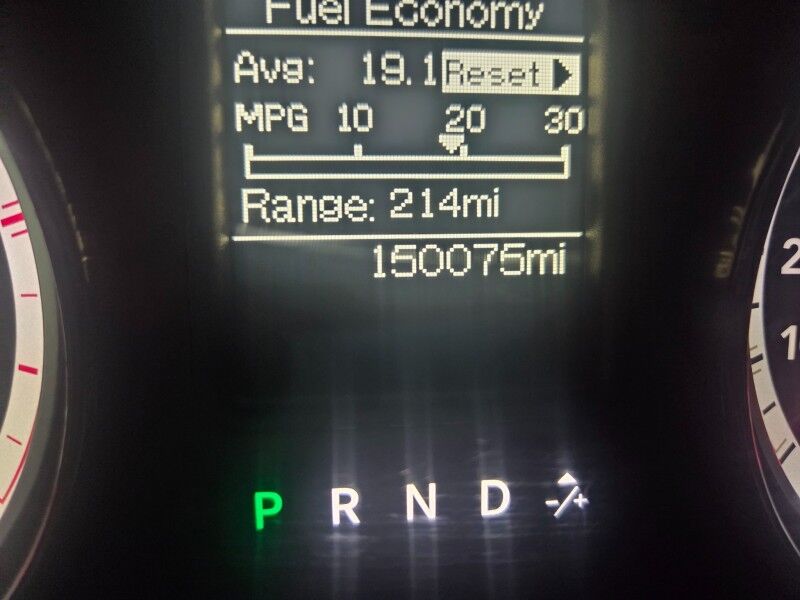 Fuel Economy
Avg: 19.1 Reset
MPG 10 20 30
Range: 214mi
150075mi
P R N D -/+